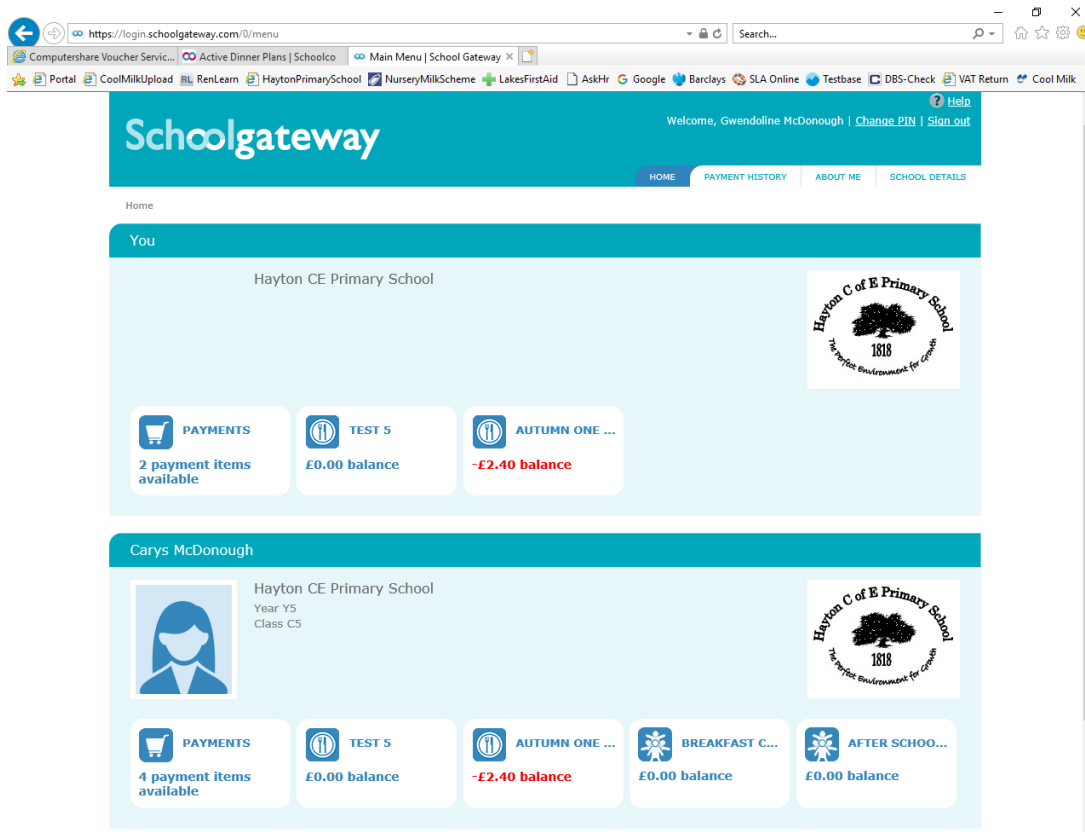 https://login.schoolgateway.com/0/menu
Search...
Computershare Voucher Servic...
Active Dinner Plans | Schoolco
Main Menu | School Gateway
Portal
CoolMilkUpload
RL RenLearn
HaytonPrimarySchool
NurseryMilkScheme
LakesFirstAid
AskHr
G Google
Barclays
SLA Online
Testbase
DBS-Check
VAT Return
Cool Milk
? Help
Schoolgateway
Welcome, Gwendoline McDonough | Change PIN | Sign out
HOME
PAYMENT HISTORY
ABOUT ME
SCHOOL DETAILS
Home
You
Hayton CE Primary School
Hayton C of E Primary School
1818
The Perfect Environment for Growth
PAYMENTS
2 payment items
available
TEST 5
£0.00 balance
AUTUMN ONE ...
-£2.40 balance
Carys McDonough
Hayton CE Primary School
Year Y5
Class C5
Hayton C of E Primary School
1818
The Perfect Environment for Growth
PAYMENTS
4 payment items
available
TEST 5
£0.00 balance
AUTUMN ONE ...
-£2.40 balance
BREAKFAST C...
£0.00 balance
AFTER SCHOO...
£0.00 balance